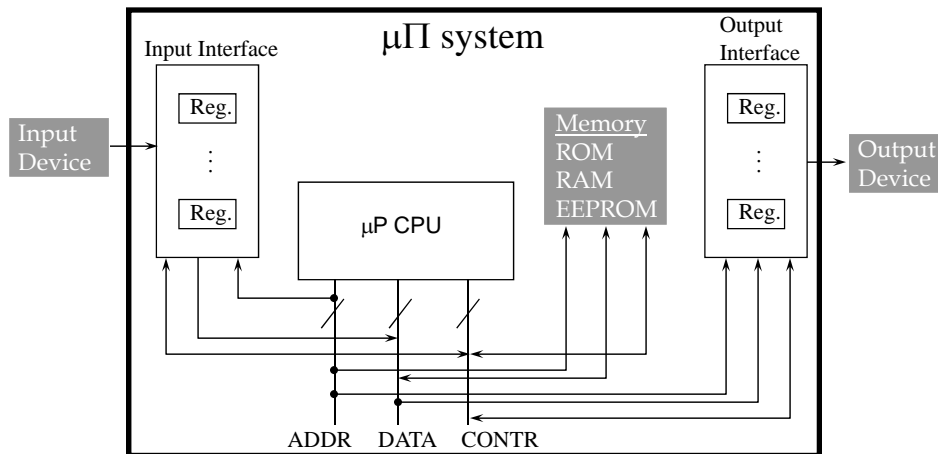 μΠ system
Input Interface
Output
Interface
Reg.
Reg.
Input
Device
⋮
⋮
Memory
ROM
RAM
EEPROM
Output
Device
Reg.
Reg.
μP CPU
ADDR DATA CONTR